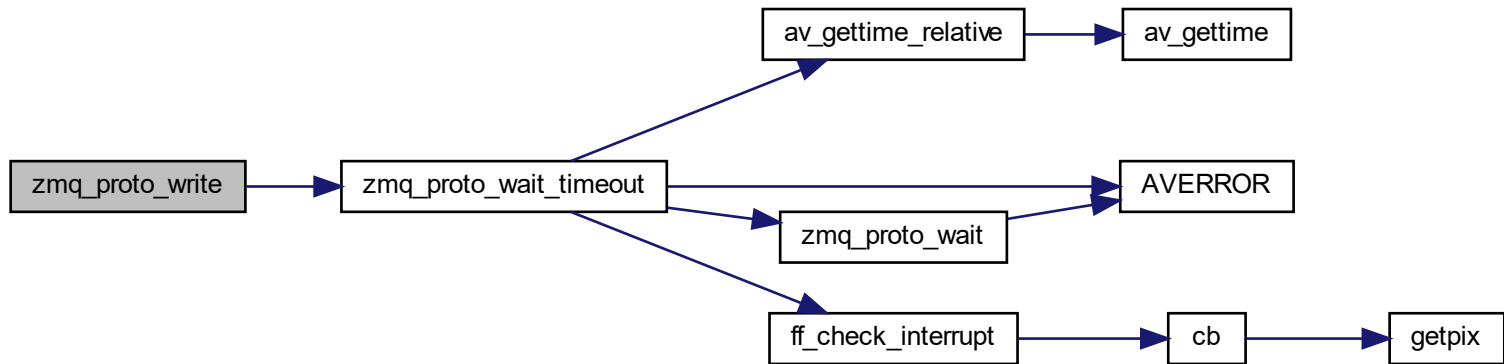 av_gettime_relative
av_gettime
zmq_proto_write
zmq_proto_wait_timeout
AVERROR
zmq_proto_wait
ff_check_interrupt
cb
getpix